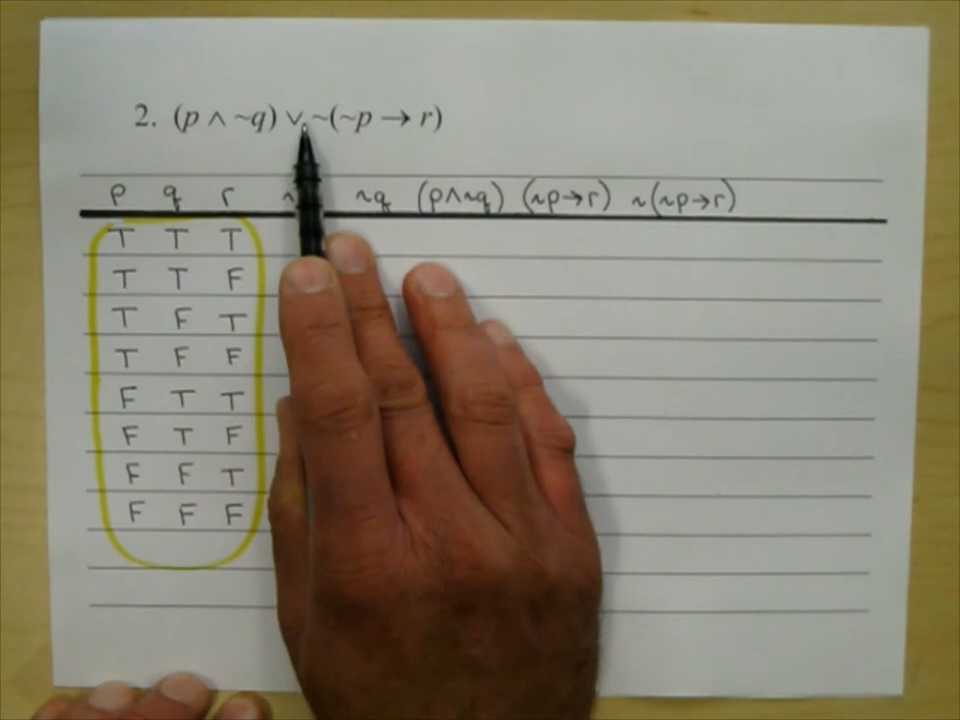 2. (p ∧ ~q) ∨ ~(~p → r)
p q r ~q (p∧~q) (~p→r) ~(~p→r)
T T T
T T F
T F T
T F F
F T T
F T F
F F T
F F F